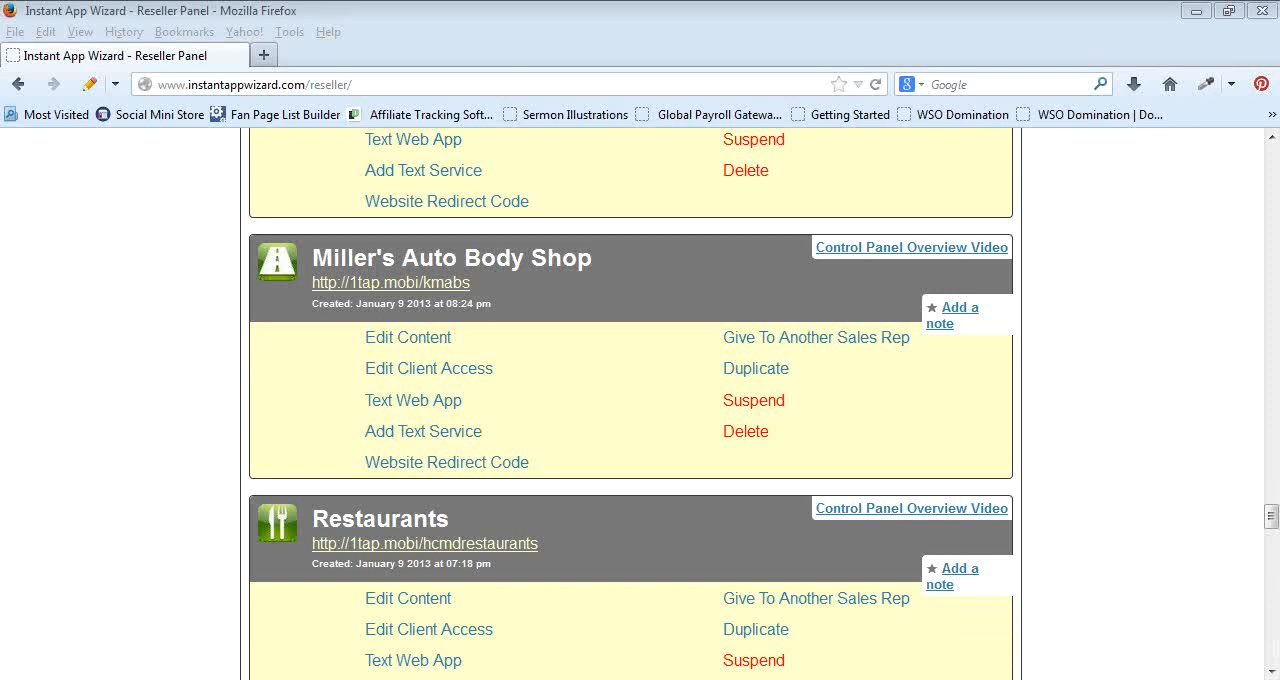 Instant App Wizard - Reseller Panel - Mozilla Firefox
File Edit View History Bookmarks Yahoo! Tools Help
Instant App Wizard - Reseller Panel
www.instantappwizard.com/reseller/
Google
Most Visited Social Mini Store Fan Page List Builder Affiliate Tracking Soft... Sermon Illustrations Global Payroll Gatewa... Getting Started WSO Domination WSO Domination | Do... »
Text Web App Suspend
Add Text Service Delete
Website Redirect Code
Control Panel Overview Video
Miller's Auto Body Shop
http://1tap.mobi/kmabs
Created: January 9 2013 at 08:24 pm
★ Add a
note
Edit Content Give To Another Sales Rep
Edit Client Access Duplicate
Text Web App Suspend
Add Text Service Delete
Website Redirect Code
Control Panel Overview Video
Restaurants
http://1tap.mobi/hcmdrestaurants
Created: January 9 2013 at 07:18 pm
★ Add a
note
Edit Content Give To Another Sales Rep
Edit Client Access Duplicate
Text Web App Suspend